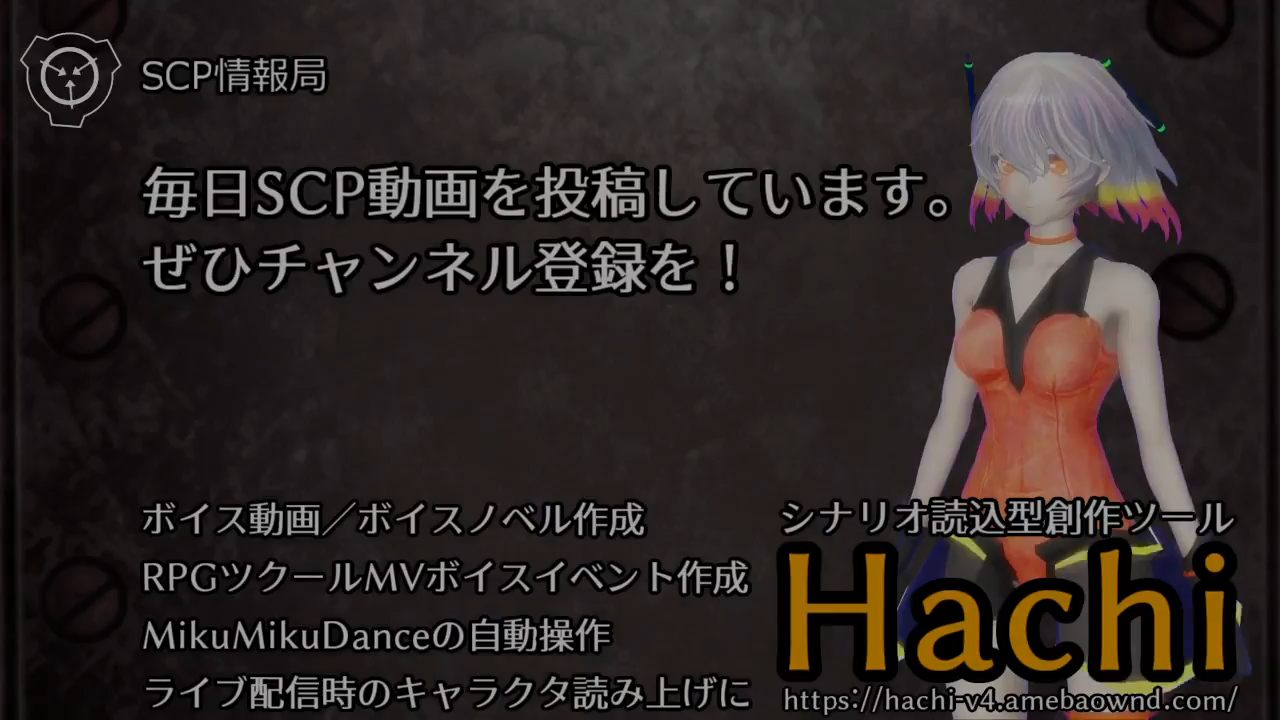 SCP情報局
毎日SCP動画を投稿しています。
ぜひチャンネル登録を！
ボイス動画／ボイスノベル作成
RPGツクールMVボイスイベント作成
MikuMikuDanceの自動操作
ライブ配信時のキャラクタ読み上げに
シナリオ読込型創作ツール
Hachi
https://hachi-v4.amebaownd.com/